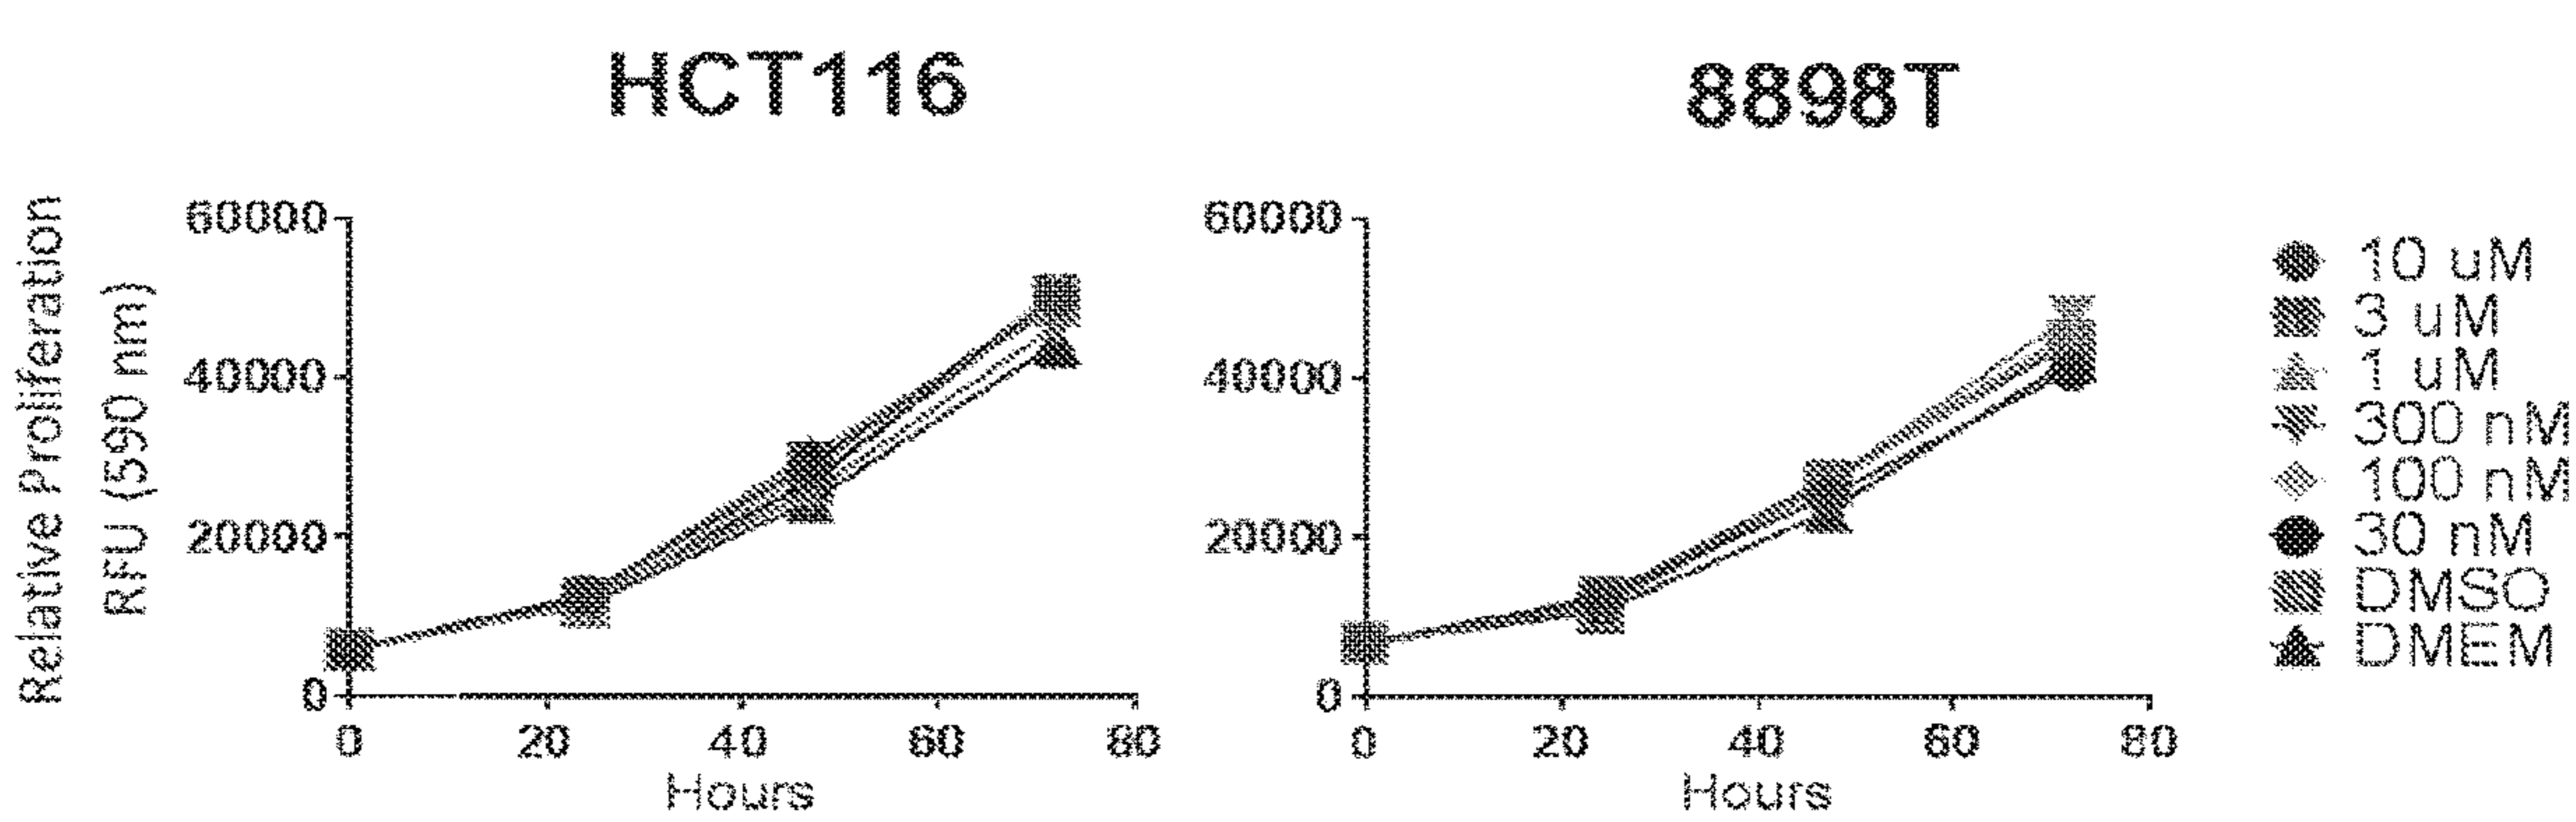 HCT116
8898T
Relative Proliferation
RFU (590 nm)
60000
40000
20000
0
0 20 40 60 80
Hours
60000
40000
20000
0
0 20 40 60 80
Hours
10 uM
3 uM
1 uM
300 nM
100 nM
30 nM
DMSO
DMEM